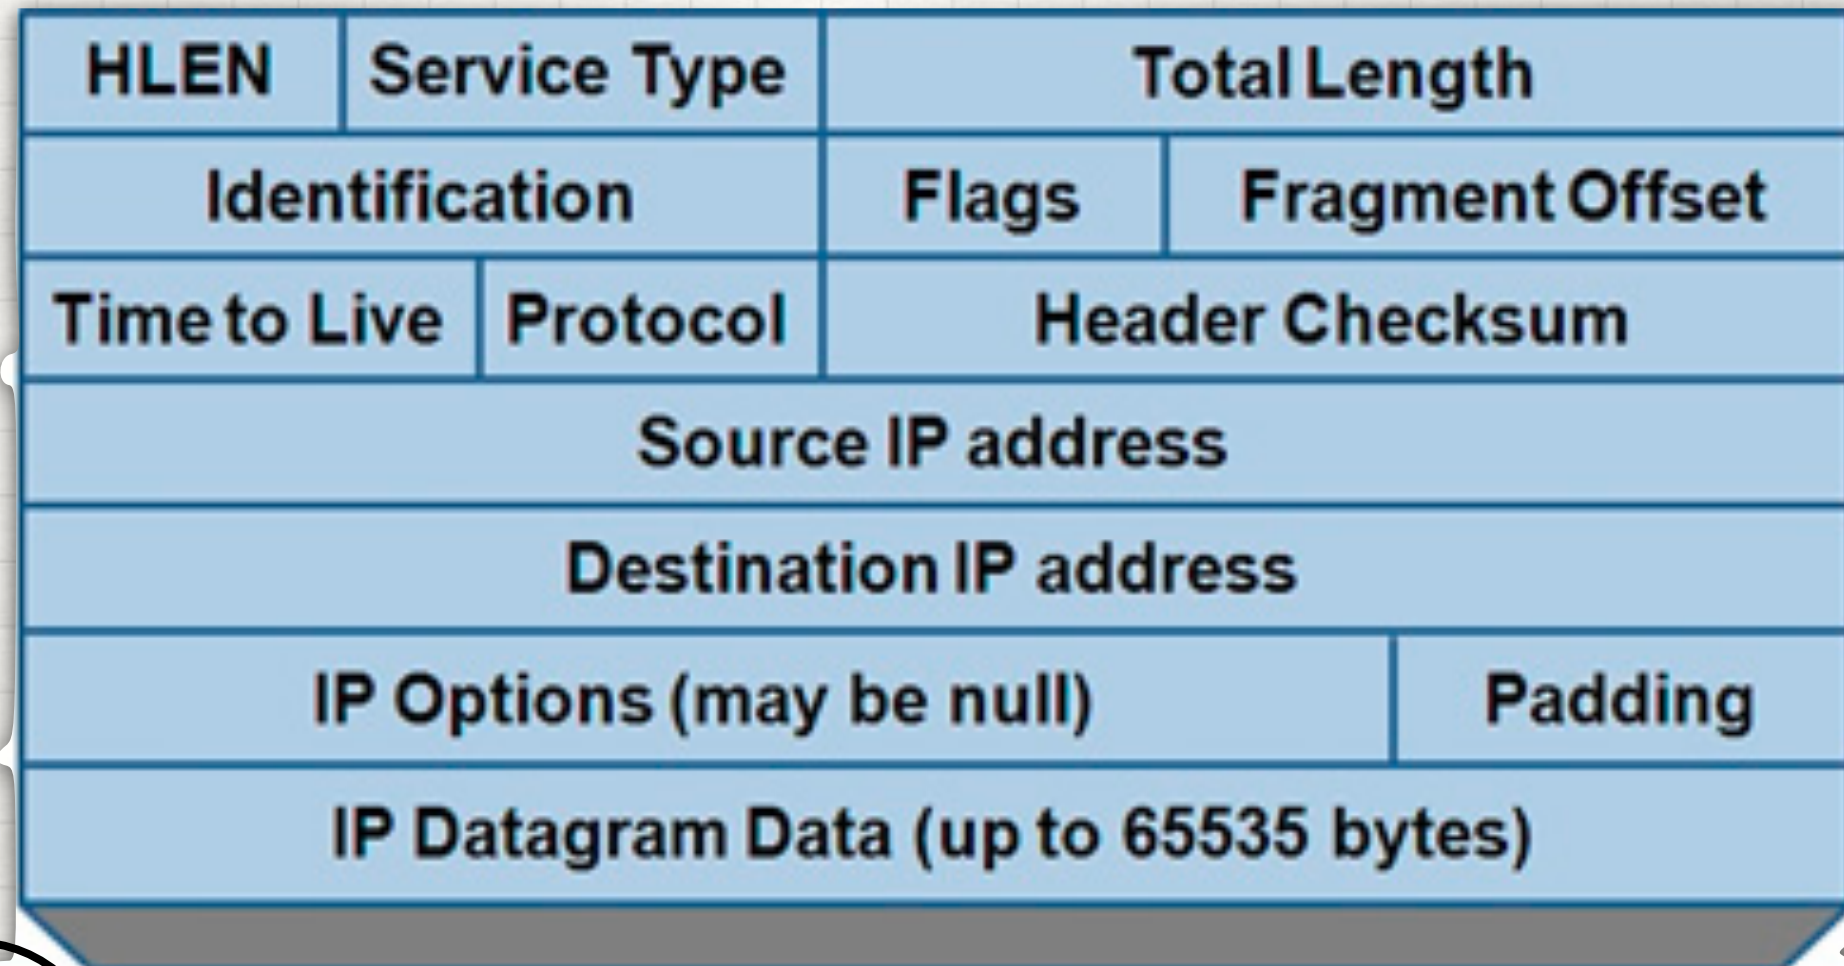 HLEN Service Type Total Length
Identification Flags Fragment Offset
Time to Live Protocol Header Checksum
Source IP address
Destination IP address
IP Options (may be null) Padding
IP Datagram Data (up to 65535 bytes)